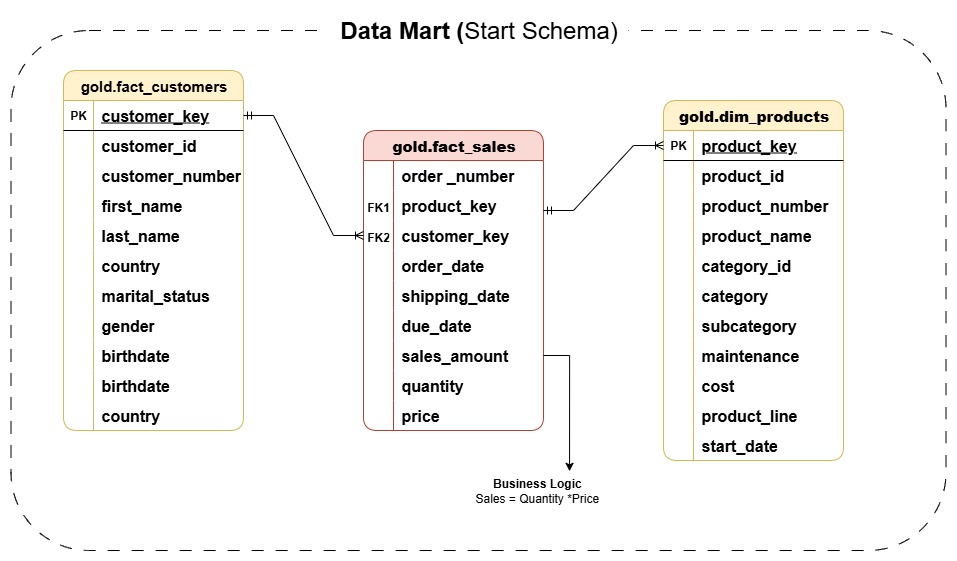 Data Mart (Start Schema)
gold.fact_customers
PK customer_key
customer_id
customer_number
first_name
last_name
country
marital_status
gender
birthdate
birthdate
country
gold.fact_sales
order _number
FK1 product_key
FK2 customer_key
order_date
shipping_date
due_date
sales_amount
quantity
price
Business Logic
Sales = Quantity *Price
gold.dim_products
PK product_key
product_id
product_number
product_name
category_id
category
subcategory
maintenance
cost
product_line
start_date